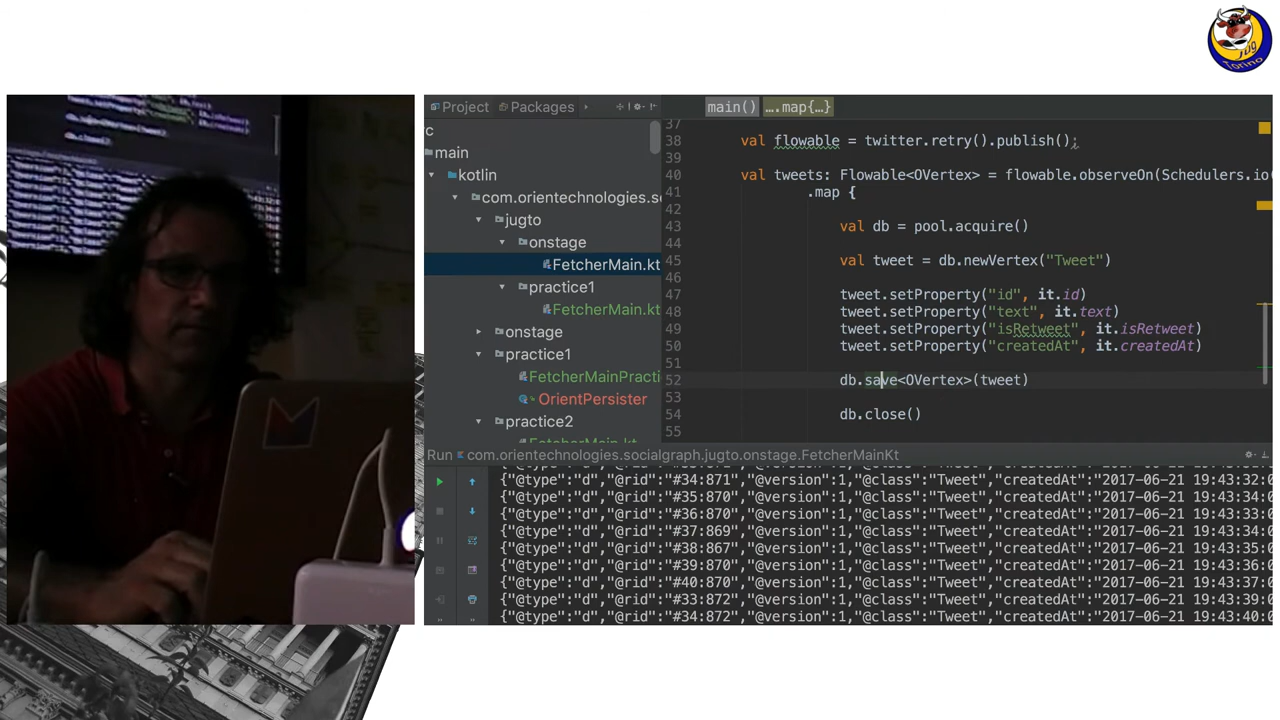 jug
Torino
Project
Packages
main()
….map{…}
c
main
kotlin
com.orientechnologies.so
jugto
onstage
FetcherMain.kt
practice1
FetcherMain.kt
onstage
practice1
FetcherMainPracti
OrientPersister
practice2
FetcherMain.kt
37
38 val flowable = twitter.retry().publish();
39
40 val tweets: Flowable<OVertex> = flowable.observeOn(Schedulers.io(
41 .map {
42
43 val db = pool.acquire()
44
45 val tweet = db.newVertex("Tweet")
46
47 tweet.setProperty("id", it.id)
48 tweet.setProperty("text", it.text)
49 tweet.setProperty("isRetweet", it.isRetweet)
50 tweet.setProperty("createdAt", it.createdAt)
51
52 db.save<OVertex>(tweet)
53
54 db.close()
55
Run com.orientechnologies.socialgraph.jugto.onstage.FetcherMainKt
{"@type":"d","@rid":"#34:871","@version":1,"@class":"Tweet","createdAt":"2017-06-21 19:43:32:0
{"@type":"d","@rid":"#35:870","@version":1,"@class":"Tweet","createdAt":"2017-06-21 19:43:33:0
{"@type":"d","@rid":"#36:870","@version":1,"@class":"Tweet","createdAt":"2017-06-21 19:43:33:0
{"@type":"d","@rid":"#37:869","@version":1,"@class":"Tweet","createdAt":"2017-06-21 19:43:34:0
{"@type":"d","@rid":"#38:867","@version":1,"@class":"Tweet","createdAt":"2017-06-21 19:43:35:0
{"@type":"d","@rid":"#39:870","@version":1,"@class":"Tweet","createdAt":"2017-06-21 19:43:36:0
{"@type":"d","@rid":"#40:870","@version":1,"@class":"Tweet","createdAt":"2017-06-21 19:43:37:0
{"@type":"d","@rid":"#33:872","@version":1,"@class":"Tweet","createdAt":"2017-06-21 19:43:39:0
{"@type":"d","@rid":"#34:872","@version":1,"@class":"Tweet","createdAt":"2017-06-21 19:43:40:0